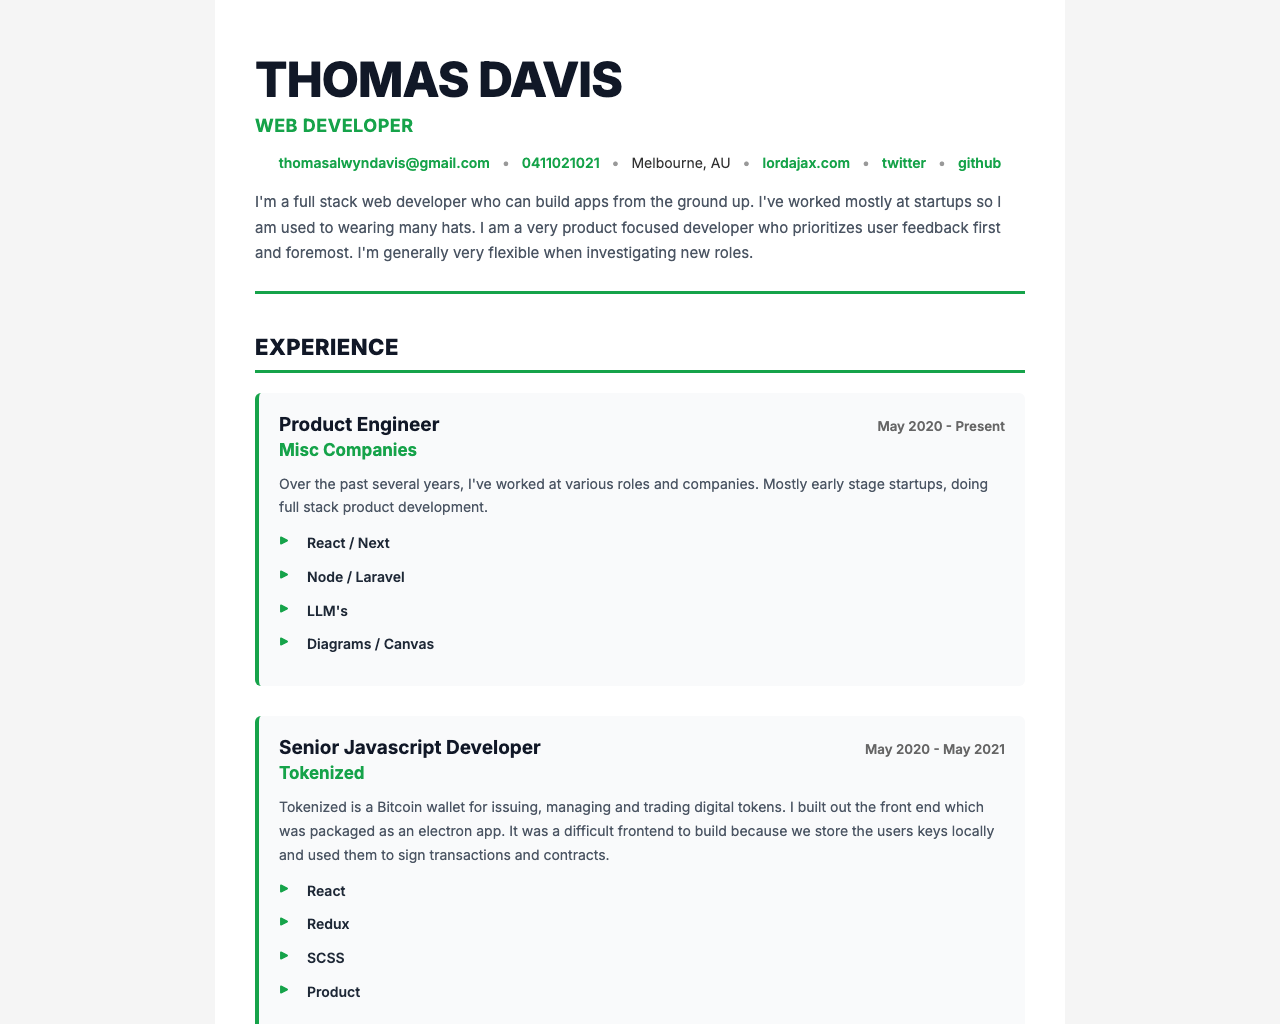 THOMAS DAVIS
WEB DEVELOPER
thomasalwyndavis@gmail.com • 0411021021 • Melbourne, AU • lordajax.com • twitter • github
I'm a full stack web developer who can build apps from the ground up. I've worked mostly at startups so I
am used to wearing many hats. I am a very product focused developer who prioritizes user feedback first
and foremost. I'm generally very flexible when investigating new roles.
EXPERIENCE
Product Engineer May 2020 - Present
Misc Companies
Over the past several years, I've worked at various roles and companies. Mostly early stage startups, doing
full stack product development.
React / Next
Node / Laravel
LLM's
Diagrams / Canvas
Senior Javascript Developer May 2020 - May 2021
Tokenized
Tokenized is a Bitcoin wallet for issuing, managing and trading digital tokens. I built out the front end which
was packaged as an electron app. It was a difficult frontend to build because we store the users keys locally
and used them to sign transactions and contracts.
React
Redux
SCSS
Product